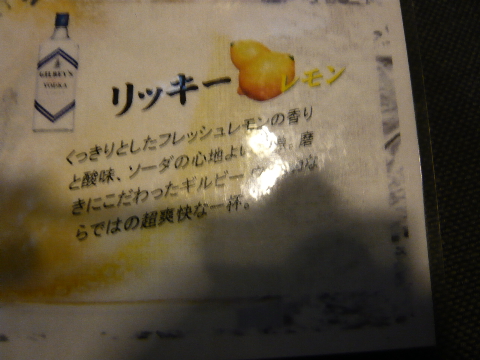 GILBEY'S
VODKA
リッキー レモン
くっきりとしたフレッシュレモンの香り
と酸味、ソーダの心地よい 磨
きにこだわったギルビー な
らではの超爽快な一杯。